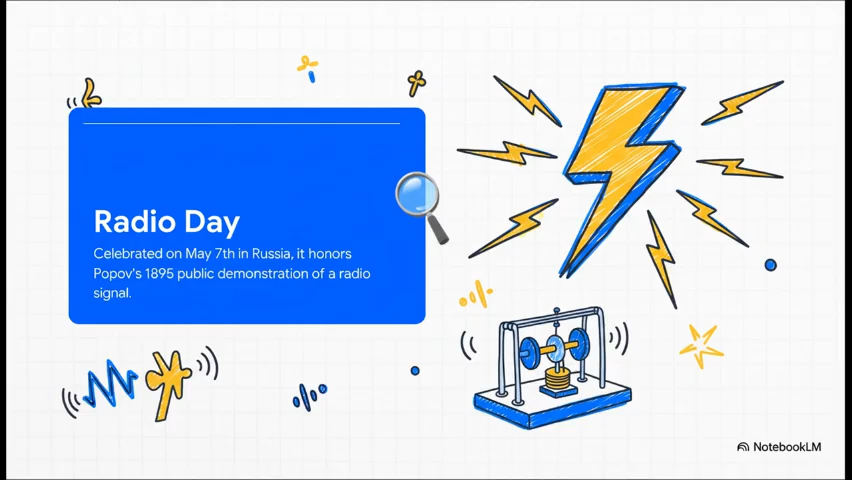 Radio Day
Celebrated on May 7th in Russia, it honors
Popov's 1895 public demonstration of a radio
signal.
NotebookLM